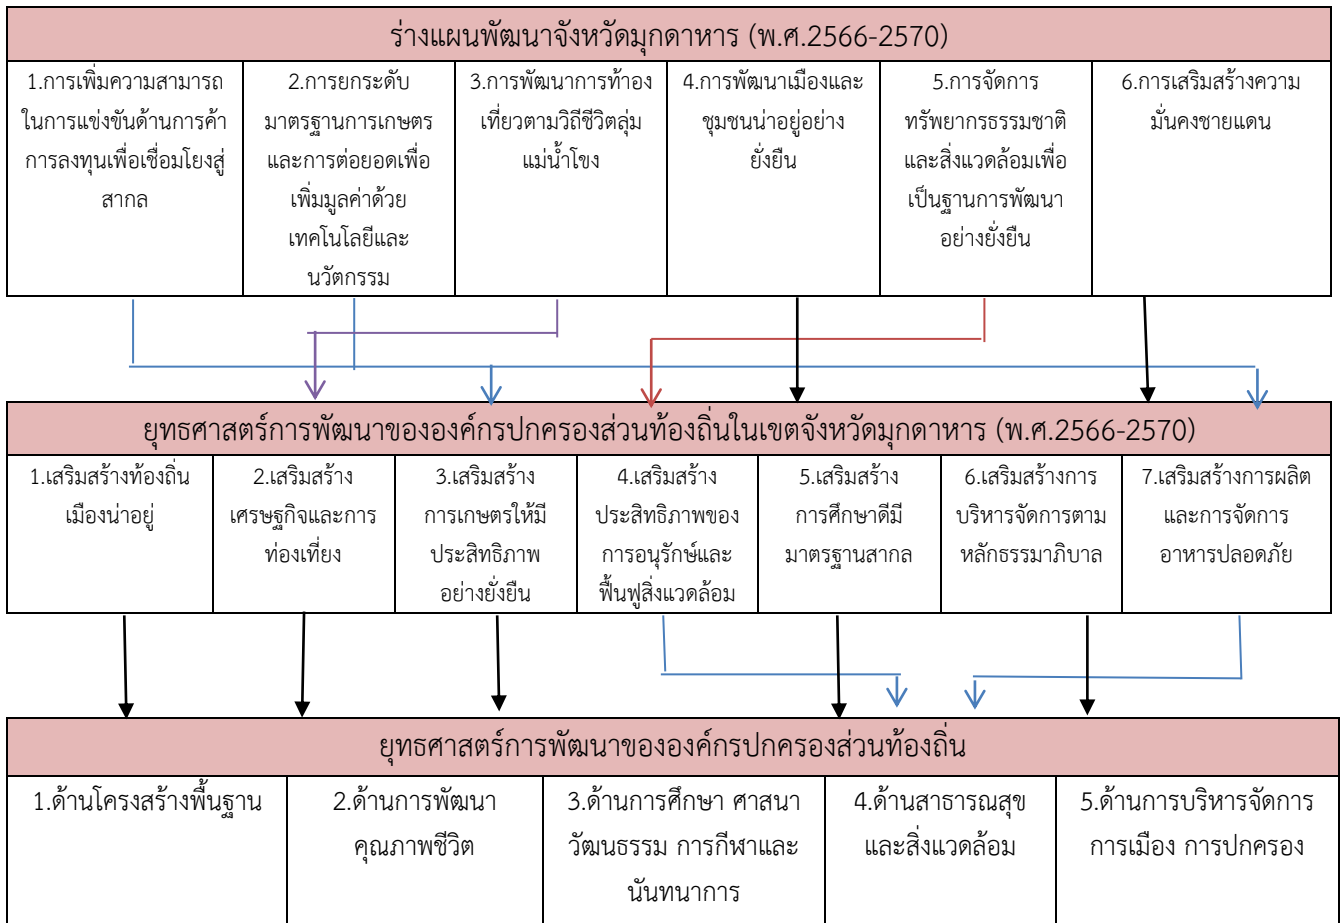 ร่างแผนพัฒนาจังหวัดมุกดาหาร (พ.ศ.2566-2570)
1.การเพิ่มความสามารถ
ในการแข่งขันด้านการค้า
การลงทุนเพื่อเชื่อมโยงสู่
สากล
2.การยกระดับ
มาตรฐานการเกษตร
และการต่อยอดเพื่อ
เพิ่มมูลค่าด้วย
เทคโนโลยีและ
นวัตกรรม
3.การพัฒนาการท้าอง
เที่ยวตามวิถีชีวิตลุ่ม
แม่น้ำโขง
4.การพัฒนาเมืองและ
ชุมชนน่าอยู่อย่าง
ยั่งยืน
5.การจัดการ
ทรัพยากรธรรมชาติ
และสิ่งแวดล้อมเพื่อ
เป็นฐานการพัฒนา
อย่างยั่งยืน
6.การเสริมสร้างความ
มั่นคงชายแดน
ยุทธศาสตร์การพัฒนาขององค์กรปกครองส่วนท้องถิ่นในเขตจังหวัดมุกดาหาร (พ.ศ.2566-2570)
1.เสริมสร้างท้องถิ่น
เมืองน่าอยู่
2.เสริมสร้าง
เศรษฐกิจและการ
ท่องเที่ยง
3.เสริมสร้าง
การเกษตรให้มี
ประสิทธิภาพ
อย่างยั่งยืน
4.เสริมสร้าง
ประสิทธิภาพของ
การอนุรักษ์และ
ฟื้นฟูสิ่งแวดล้อม
5.เสริมสร้าง
การศึกษาดีมี
มาตรฐานสากล
6.เสริมสร้างการ
บริหารจัดการตาม
หลักธรรมาภิบาล
7.เสริมสร้างการผลิต
และการจัดการ
อาหารปลอดภัย
ยุทธศาสตร์การพัฒนาขององค์กรปกครองส่วนท้องถิ่น
1.ด้านโครงสร้างพื้นฐาน
2.ด้านการพัฒนา
คุณภาพชีวิต
3.ด้านการศึกษา ศาสนา
วัฒนธรรม การกีฬาและ
นันทนาการ
4.ด้านสาธารณสุข
และสิ่งแวดล้อม
5.ด้านการบริหารจัดการ
การเมือง การปกครอง